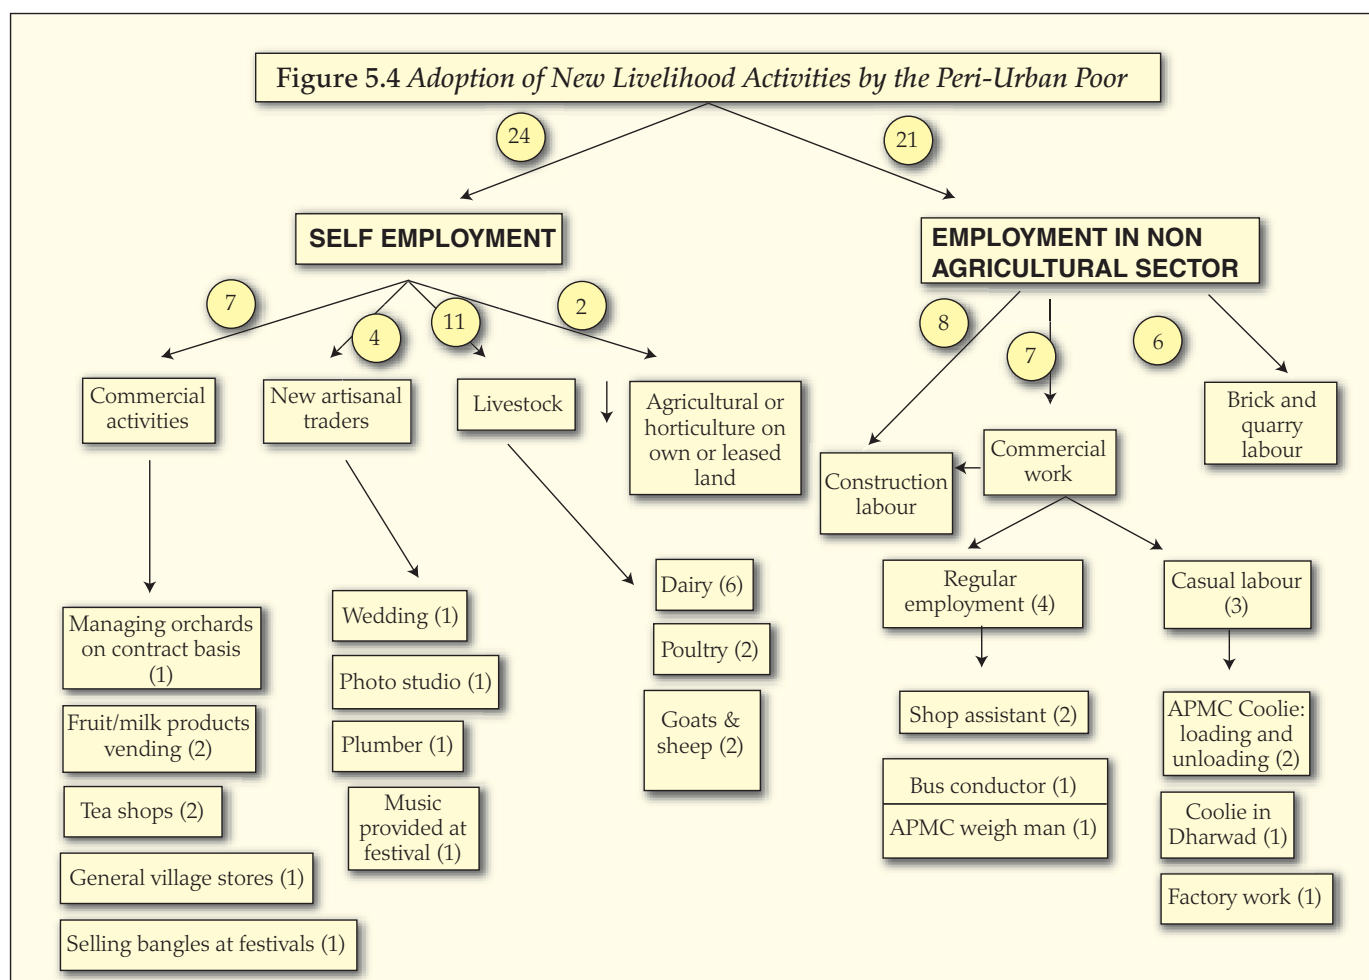 Figure 5.4 Adoption of New Livelihood Activities by the Peri-Urban Poor
24
21
SELF EMPLOYMENT
EMPLOYMENT IN NON
AGRICULTURAL SECTOR
7
4
11
2
8
7
6
Commercial
activities
New artisanal
traders
Livestock
Agricultural or
horticulture on
own or leased
land
Construction
labour
Commercial
work
Brick and
quarry
labour
Managing orchards
on contract basis
(1)
Fruit/milk products
vending (2)
Tea shops (2)
General village stores (1)
Selling bangles at festivals (1)
Wedding (1)
Photo studio (1)
Plumber (1)
Music
provided at
festival (1)
Dairy (6)
Poultry (2)
Goats &
sheep (2)
Regular
employment (4)
Shop assistant (2)
Bus conductor (1)
APMC weigh man (1)
Casual labour
(3)
APMC Coolie:
loading and
unloading (2)
Coolie in
Dharwad (1)
Factory work (1)